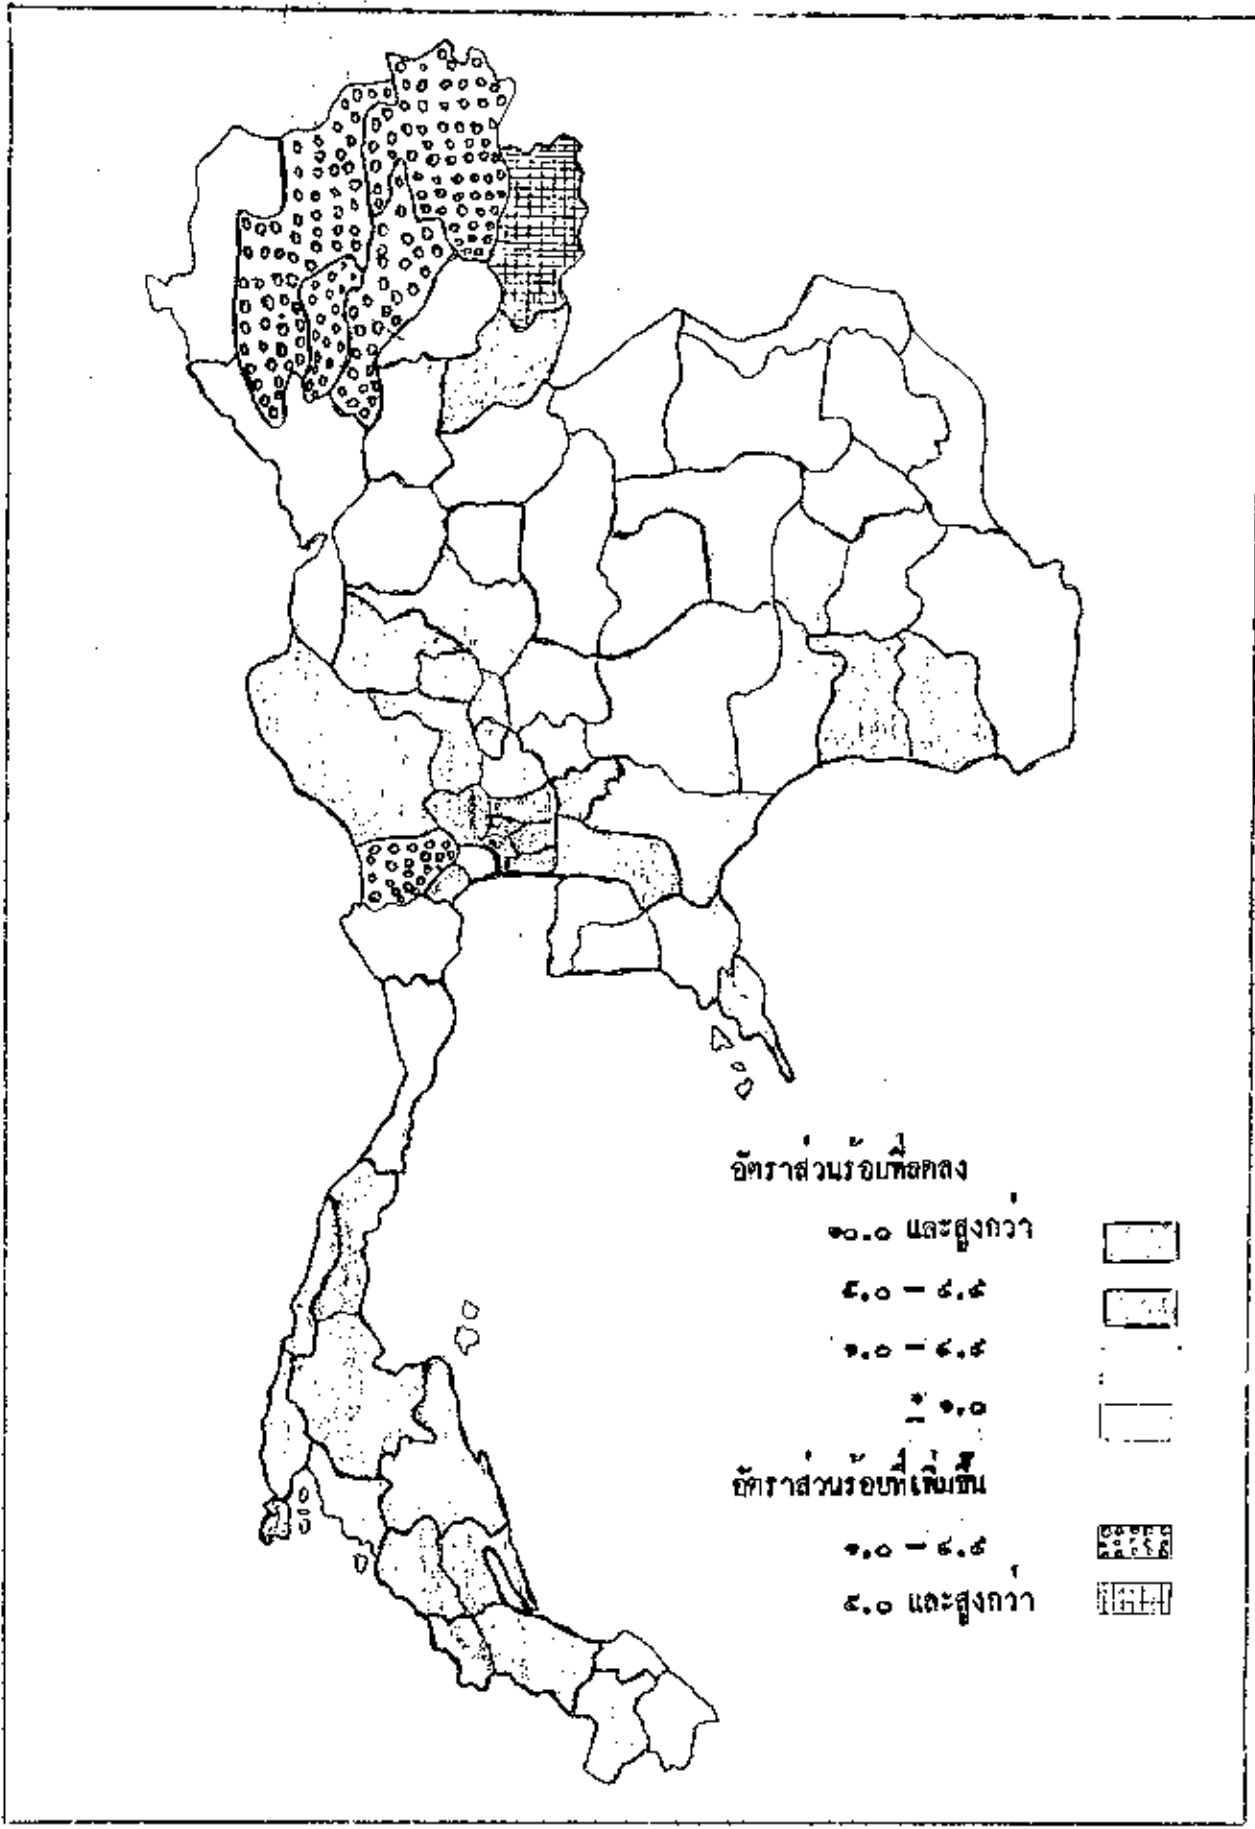 อัตราส่วนร้อยที่ลดลง
๑๐.๐ และสูงกว่า
๕.๐ – ๙.๙
๑.๐ – ๔.๙
± ๑.๐
อัตราส่วนร้อยที่เพิ่มขึ้น
๑.๐ – ๔.๙
๕.๐ และสูงกว่า